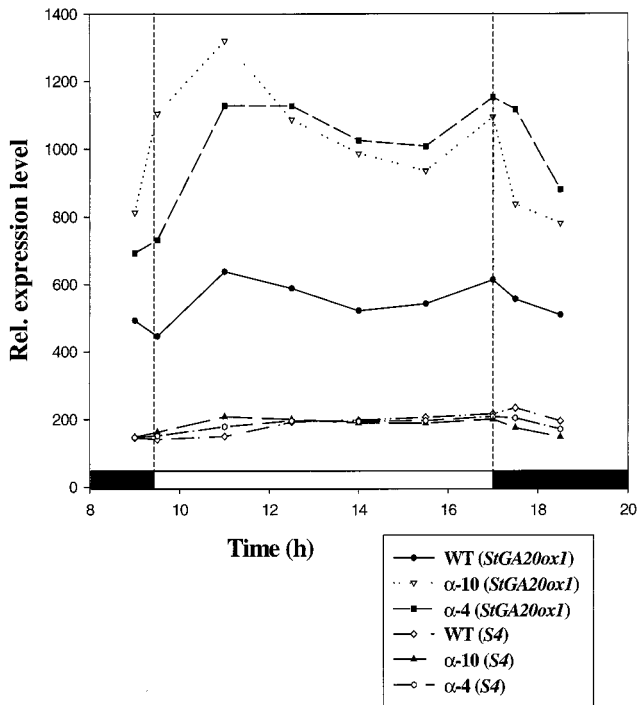 1400
1200
1000
800
600
400
200
0
Rel. expression level
8 10 12 14 16 18 20
Time (h)
WT (StGA20ox1)
α-10 (StGA20ox1)
α-4 (StGA20ox1)
WT (S4)
α-10 (S4)
α-4 (S4)